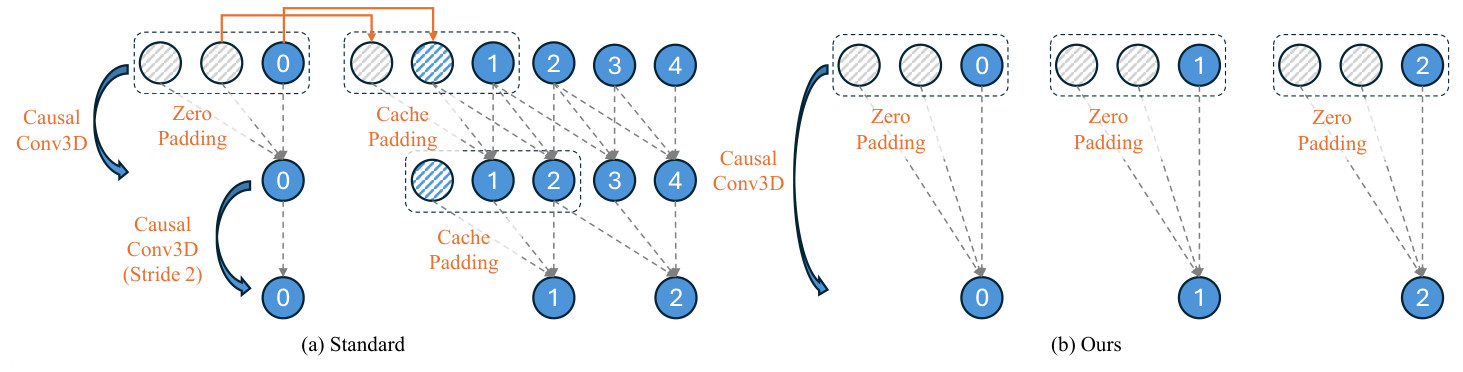 0
1
2
3
4
Causal
Conv3D
Zero
Padding
Cache
Padding
0
1
2
3
4
Causal
Conv3D
(Stride 2)
Cache
Padding
0
1
2
(a) Standard
0
1
2
Zero
Padding
Zero
Padding
Zero
Padding
Causal
Conv3D
0
1
2
(b) Ours